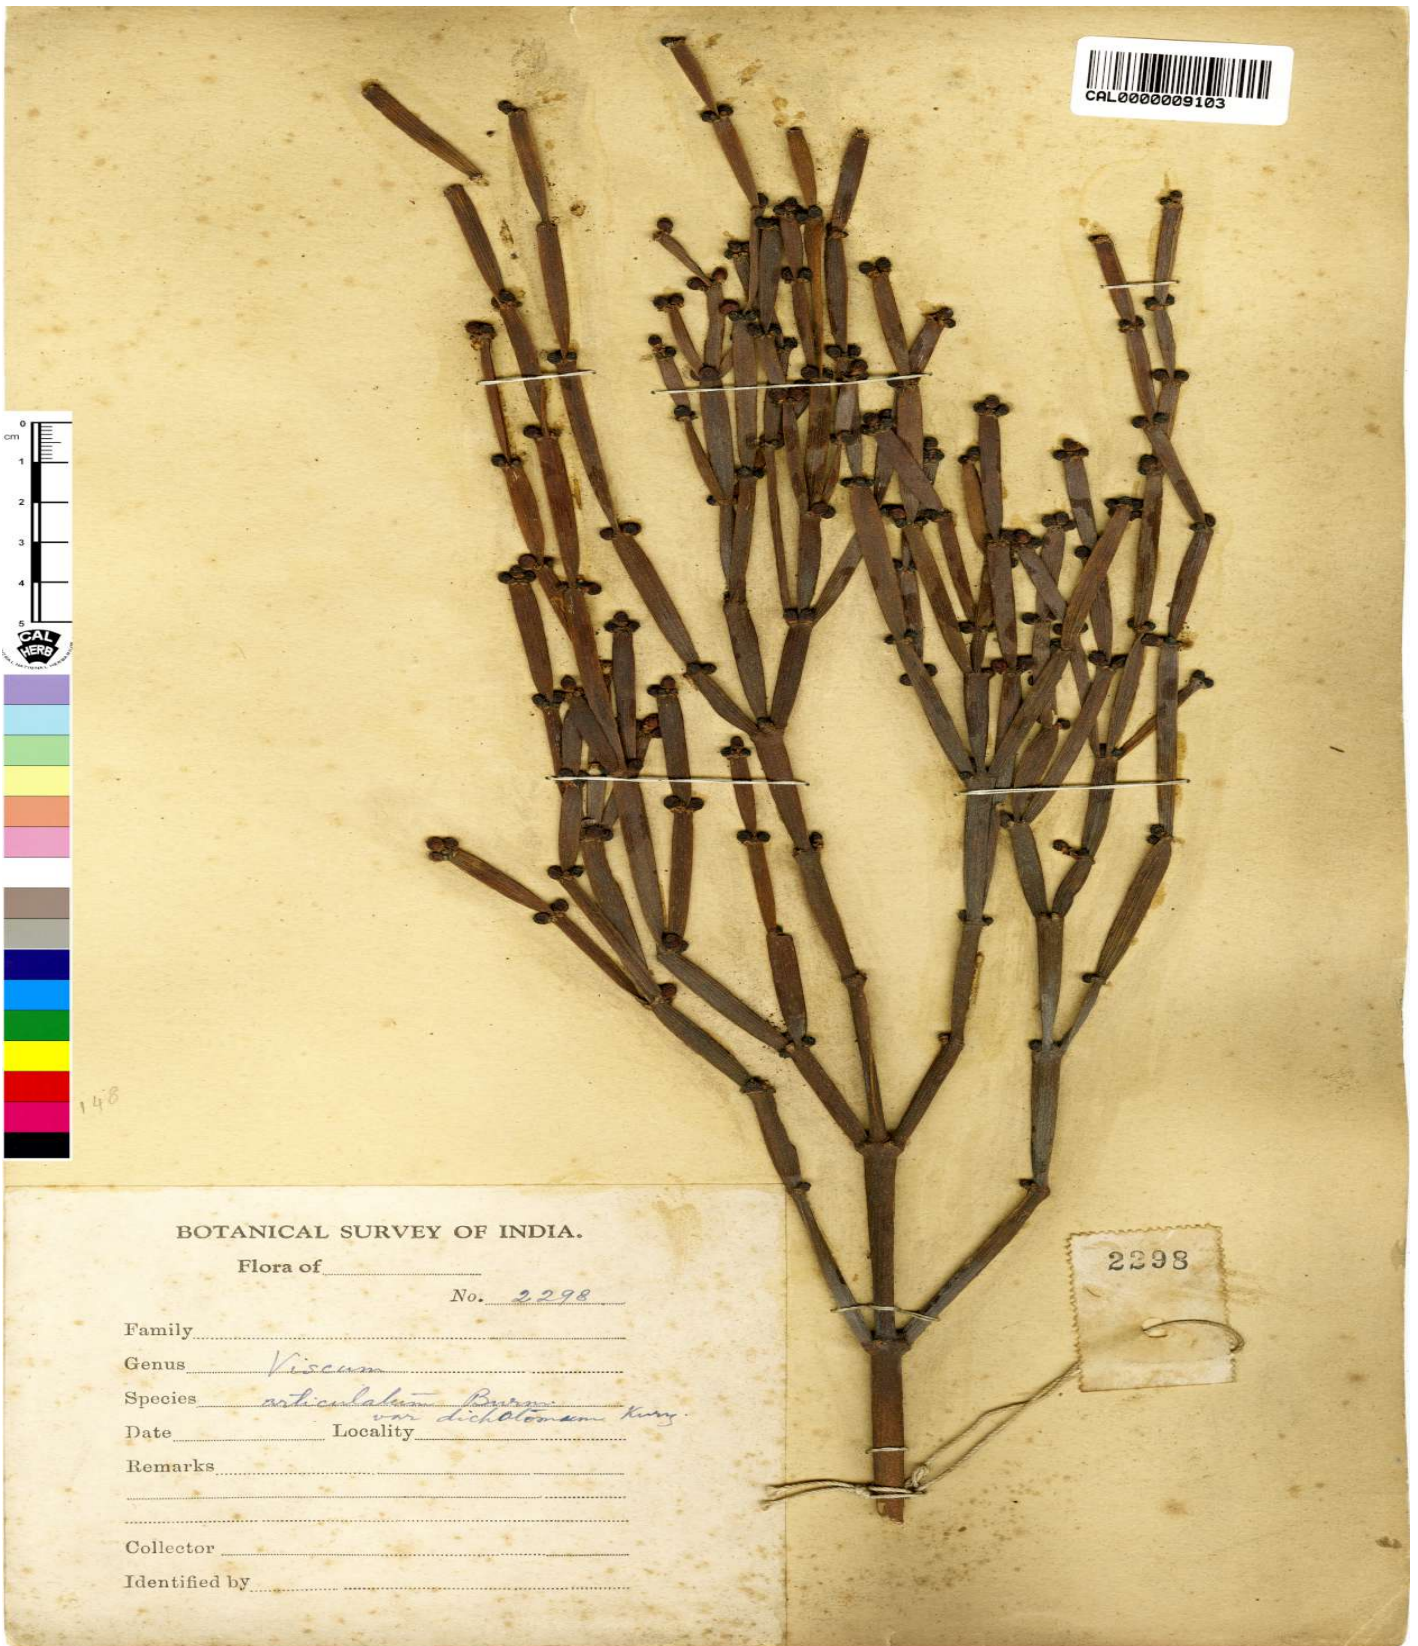 CAL0000009103
0
cm
1
2
3
4
5
CAL
HERB
148
BOTANICAL SURVEY OF INDIA.
Flora of
No. 2298
Family
Genus Viscum
Species articulatum Burm.
var dichotomum Kurz.
Date Locality
Remarks
Collector
Identified by
2298